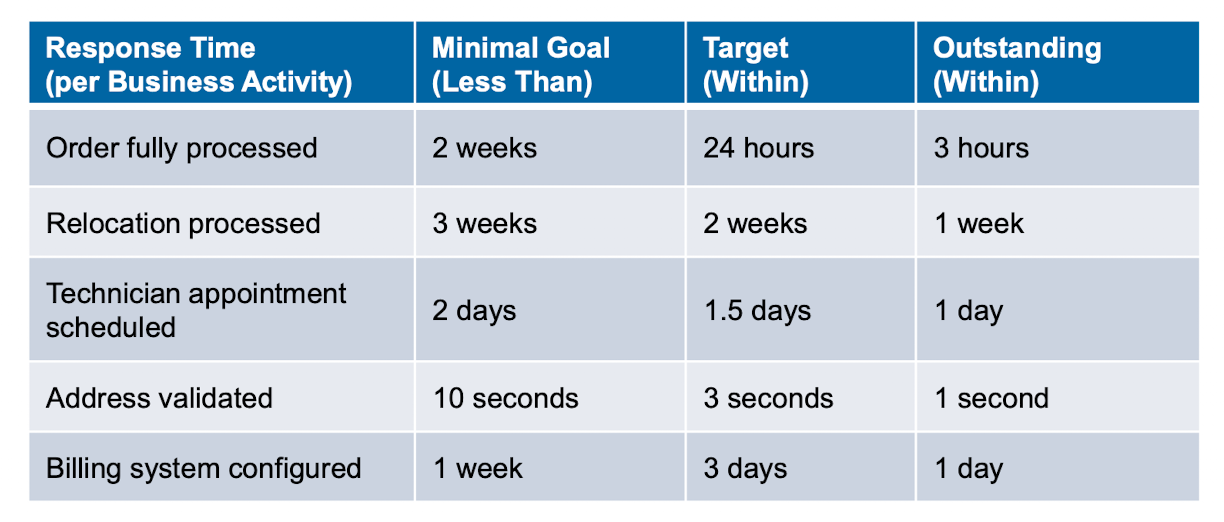 Response Time
(per Business Activity)
Minimal Goal
(Less Than)
Target
(Within)
Outstanding
(Within)
Order fully processed
2 weeks
24 hours
3 hours
Relocation processed
3 weeks
2 weeks
1 week
Technician appointment
scheduled
2 days
1.5 days
1 day
Address validated
10 seconds
3 seconds
1 second
Billing system configured
1 week
3 days
1 day